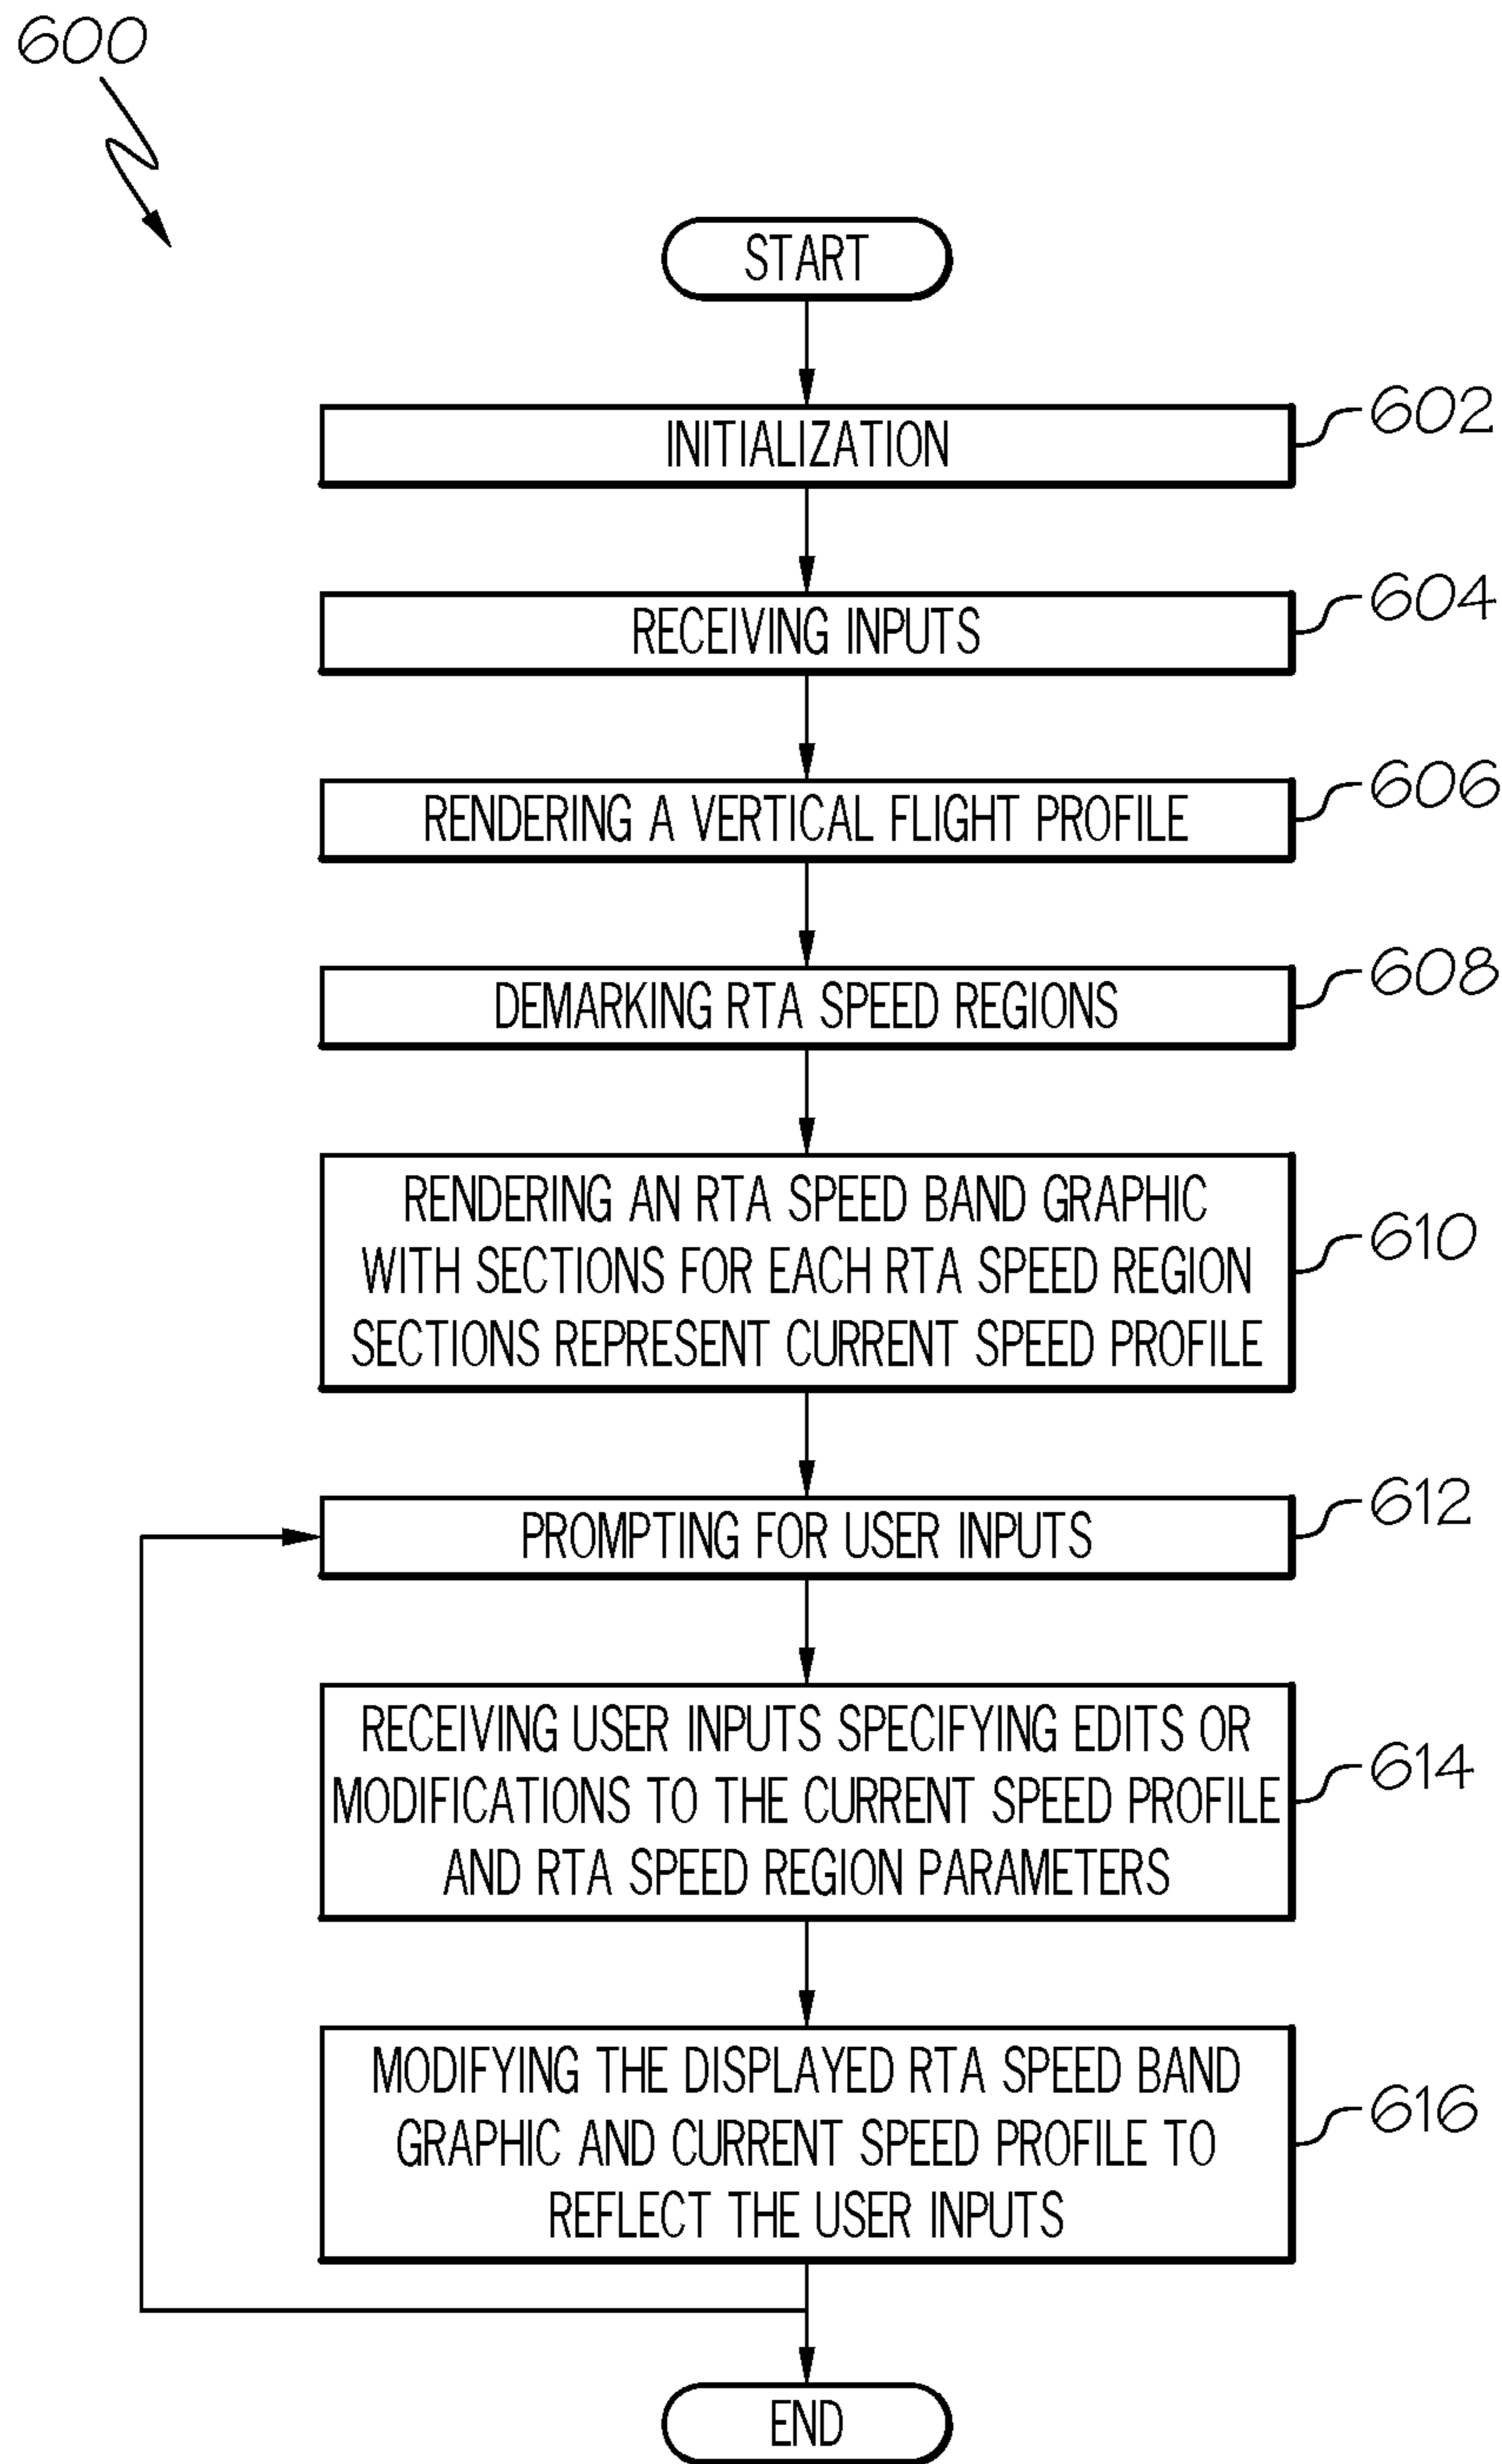 600
START
INITIALIZATION
602
RECEIVING INPUTS
604
RENDERING A VERTICAL FLIGHT PROFILE
606
DEMARKING RTA SPEED REGIONS
608
RENDERING AN RTA SPEED BAND GRAPHIC
WITH SECTIONS FOR EACH RTA SPEED REGION
SECTIONS REPRESENT CURRENT SPEED PROFILE
610
PROMPTING FOR USER INPUTS
612
RECEIVING USER INPUTS SPECIFYING EDITS OR
MODIFICATIONS TO THE CURRENT SPEED PROFILE
AND RTA SPEED REGION PARAMETERS
614
MODIFYING THE DISPLAYED RTA SPEED BAND
GRAPHIC AND CURRENT SPEED PROFILE TO
REFLECT THE USER INPUTS
616
END